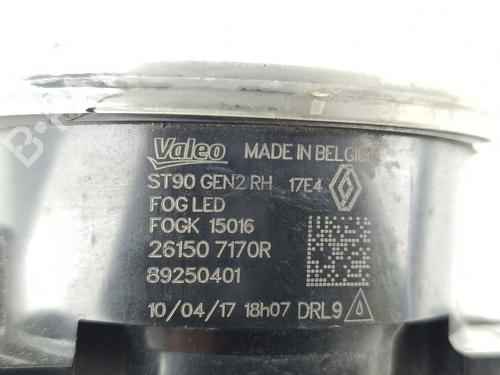 Valeo MADE IN BELGIUM
ST90 GEN2 RH 17E4
FOG LED
FOGK 15016
26150 7170R
89250401
10/04/17 18h07 DRL9